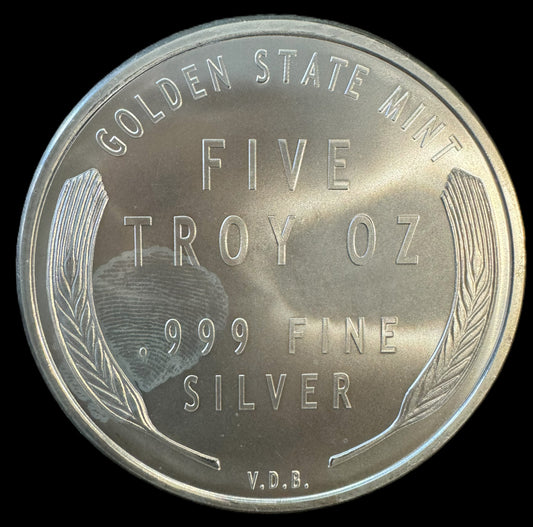 GOLDEN STATE MINT
FIVE
TROY OZ
.999 FINE
SILVER
V.D.B.